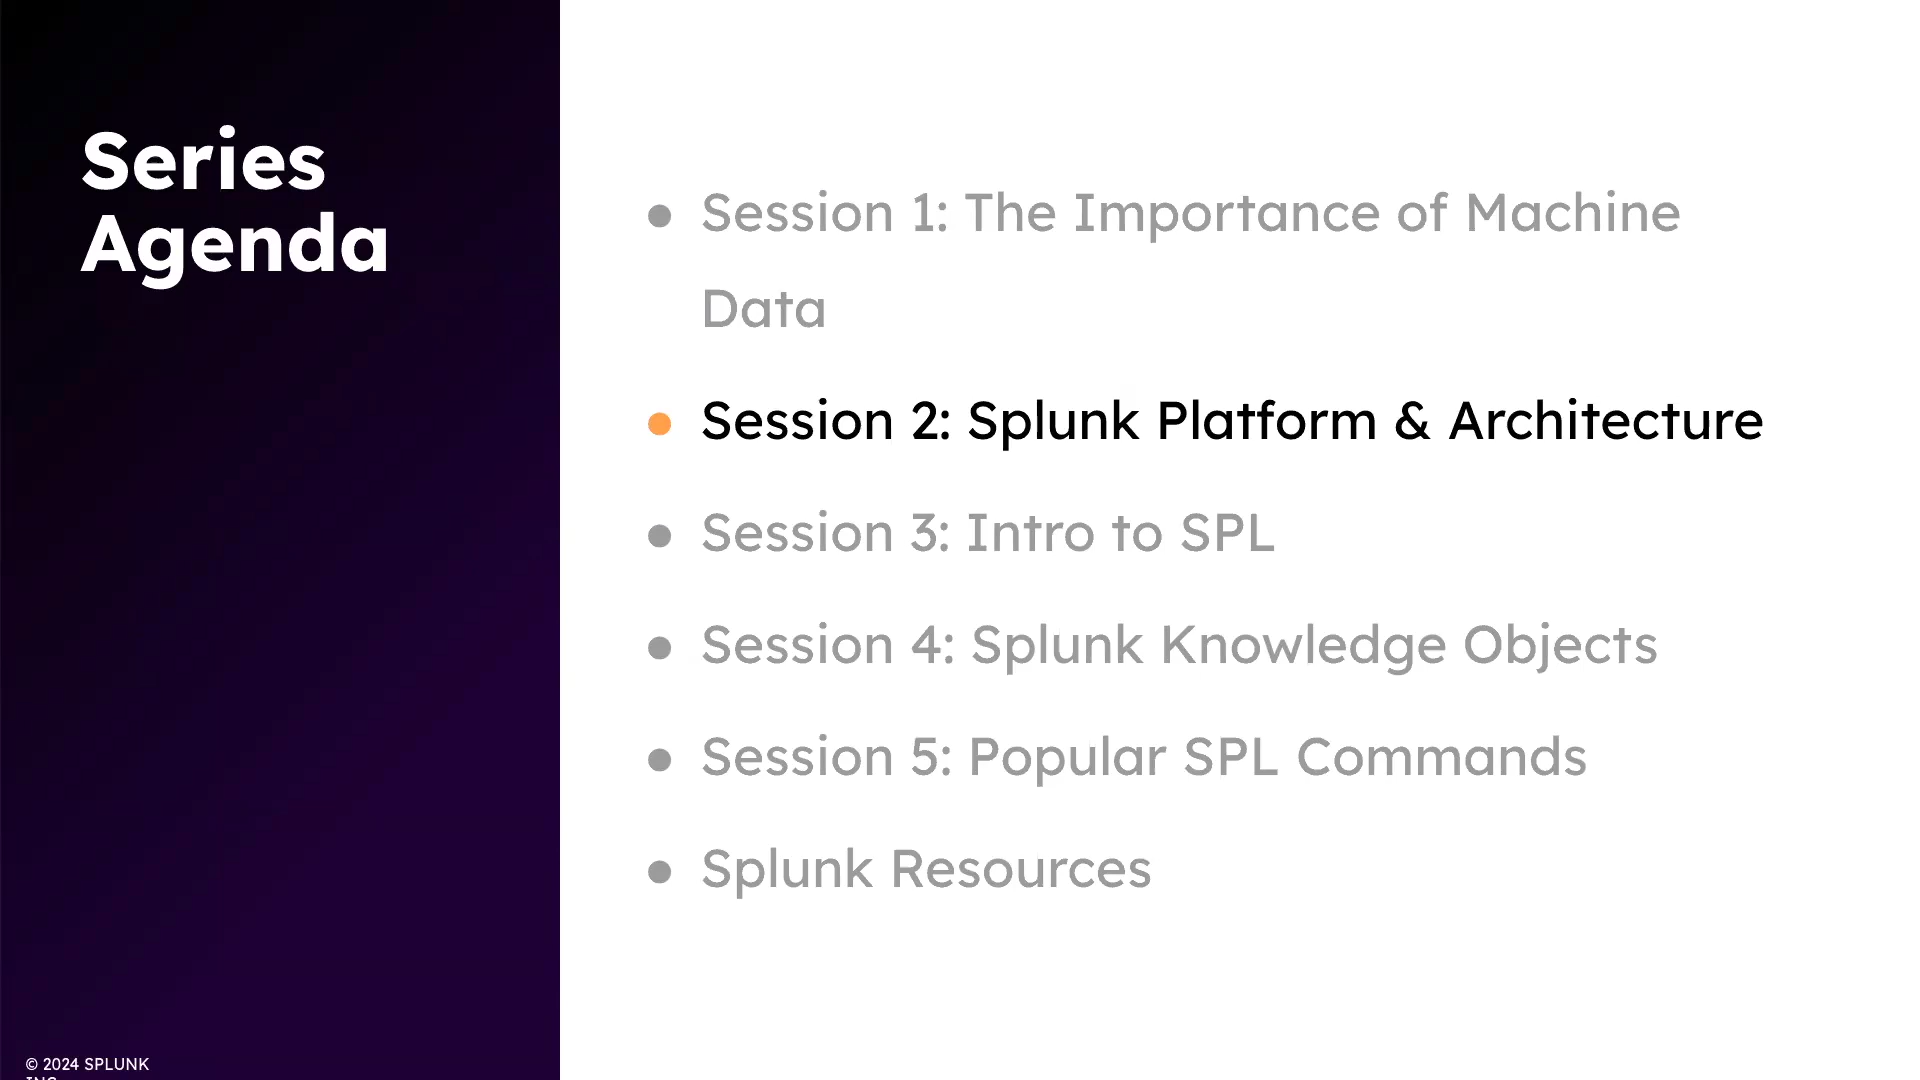 Series
Agenda
● Session 1: The Importance of Machine
Data
● Session 2: Splunk Platform & Architecture
● Session 3: Intro to SPL
● Session 4: Splunk Knowledge Objects
● Session 5: Popular SPL Commands
● Splunk Resources
© 2024 SPLUNK
INC